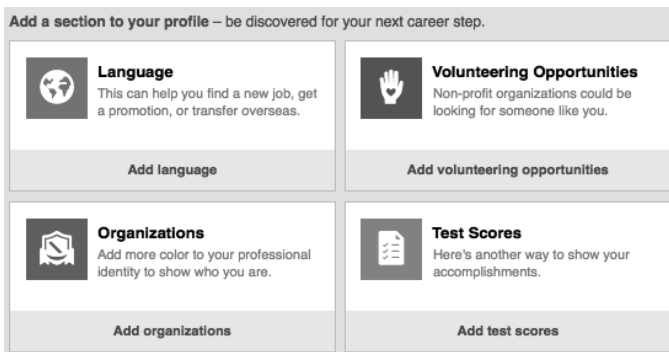 Add a section to your profile – be discovered for your next career step.
Language
This can help you find a new job, get
a promotion, or transfer overseas.
Add language
Volunteering Opportunities
Non-profit organizations could be
looking for someone like you.
Add volunteering opportunities
Organizations
Add more color to your professional
identity to show who you are.
Add organizations
Test Scores
Here's another way to show your
accomplishments.
Add test scores